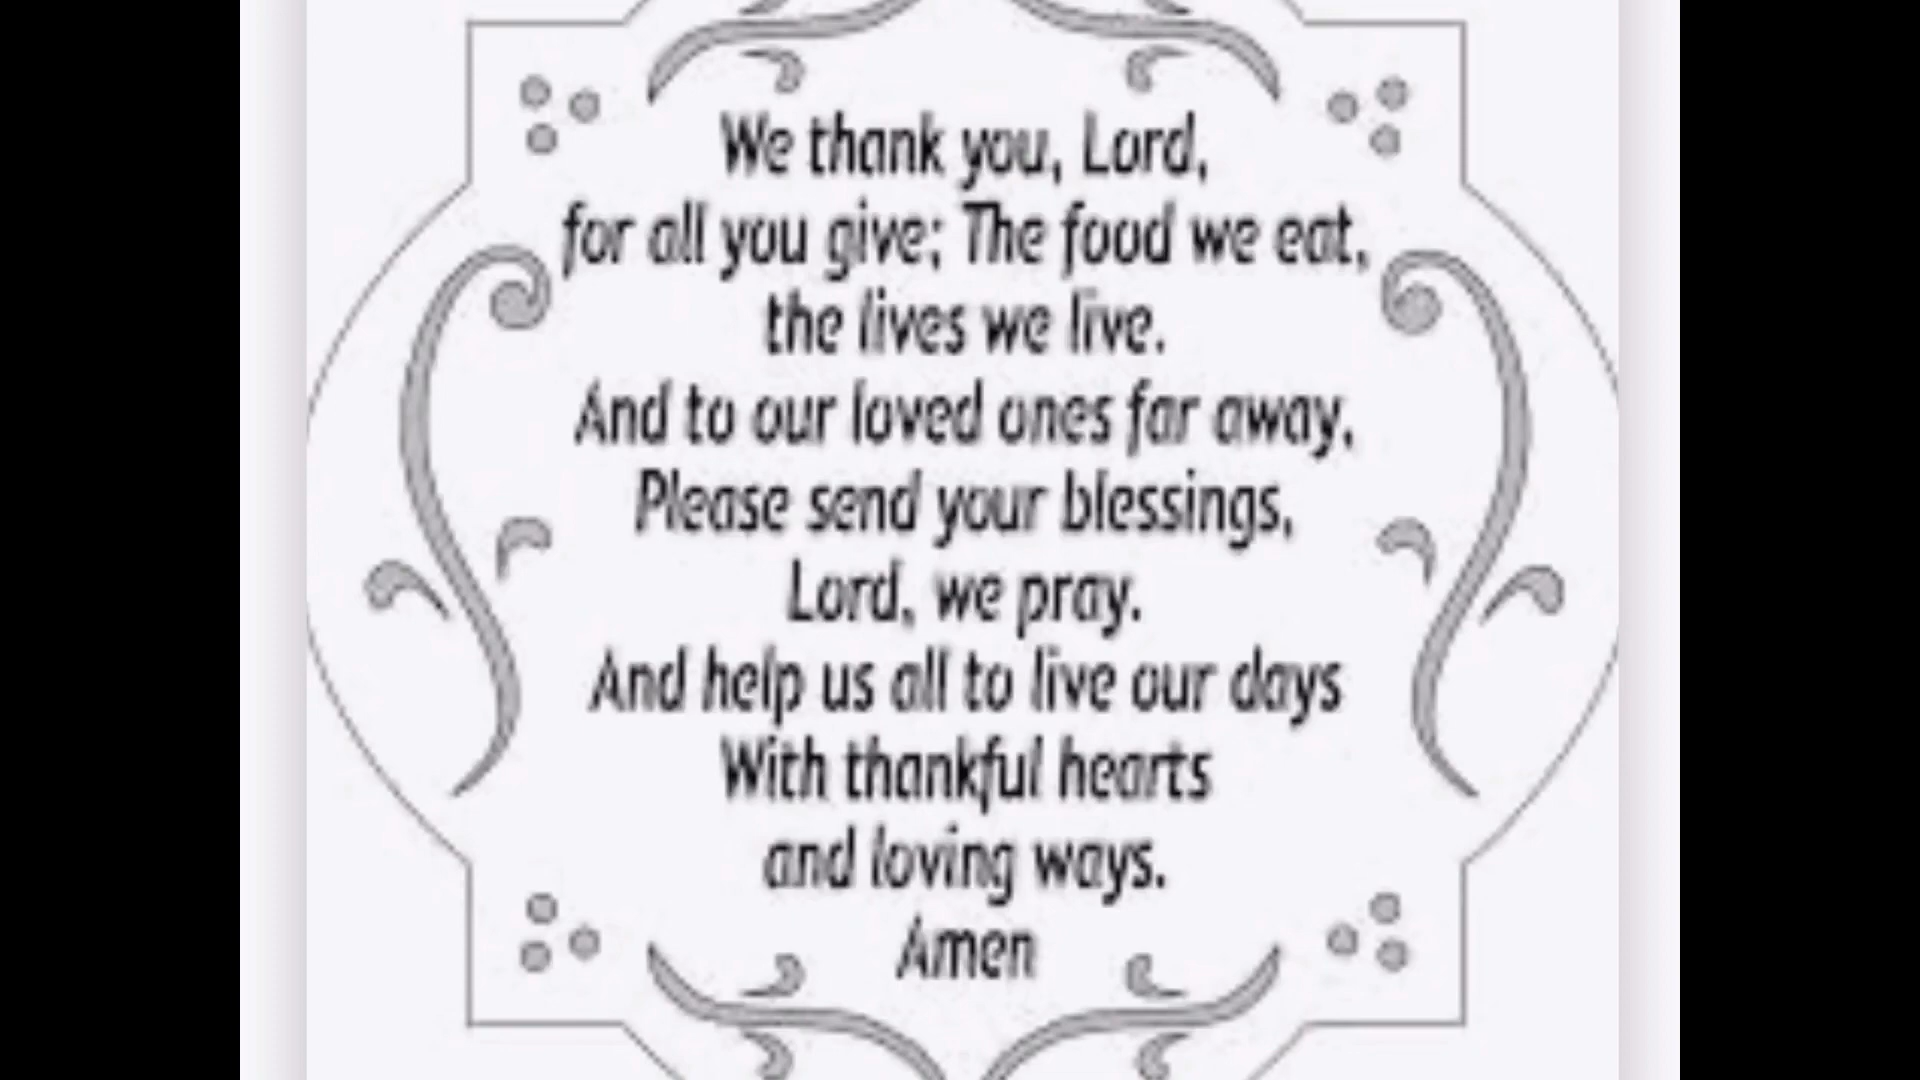 We thank you, Lord,
for all you give; The food we eat,
the lives we live.
And to our loved ones far away,
Please send your blessings,
Lord, we pray.
And help us all to live our days
With thankful hearts
and loving ways.
Amen